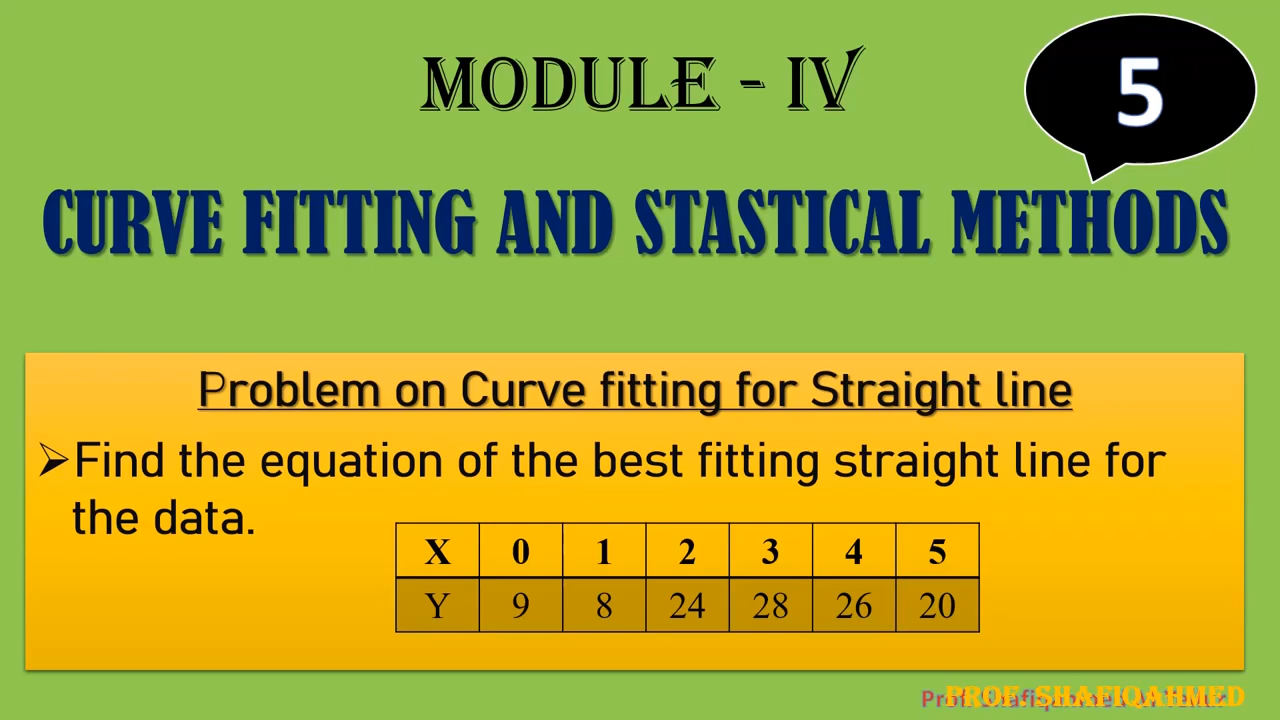 MODULE - IV
5
CURVE FITTING AND STASTICAL METHODS
Problem on Curve fitting for Straight line
➢Find the equation of the best fitting straight line for
the data.
X 0 1 2 3 4 5
Y 9 8 24 28 26 20
PROF. SHAFIQAHMED